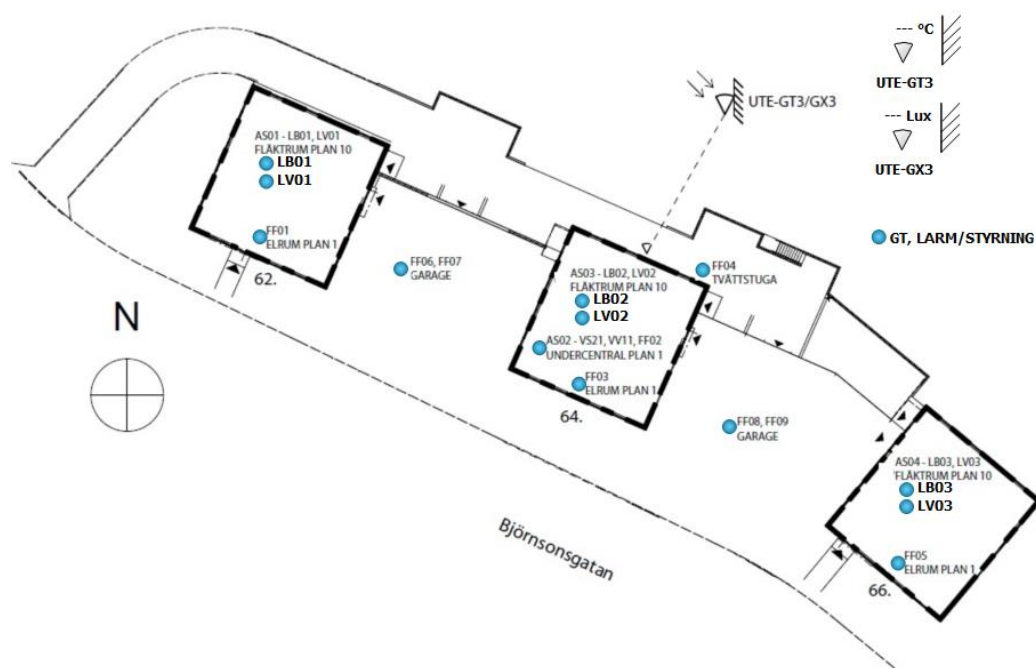 --- °C
UTE-GT3
--- Lux
UTE-GX3
UTE-GT3/GX3
GT, LARM/STYRNING
AS01 - LB01, LV01
FLÄKTRUM PLAN 10
LB01
LV01
FF01
ELRUM PLAN 1
62.
FF06, FF07
GARAGE
AS03 - LB02, LV02
FLÄKTRUM PLAN 10
LB02
LV02
AS02 - VS21, VV11, FF02
UNDERCENTRAL PLAN 1
FF03
ELRUM PLAN 1
64.
FF04
TVÄTTSTUGA
FF08, FF09
GARAGE
AS04 - LB03, LV03
FLÄKTRUM PLAN 10
LB03
LV03
FF05
ELRUM PLAN 1
66.
N
Björnsonsgatan